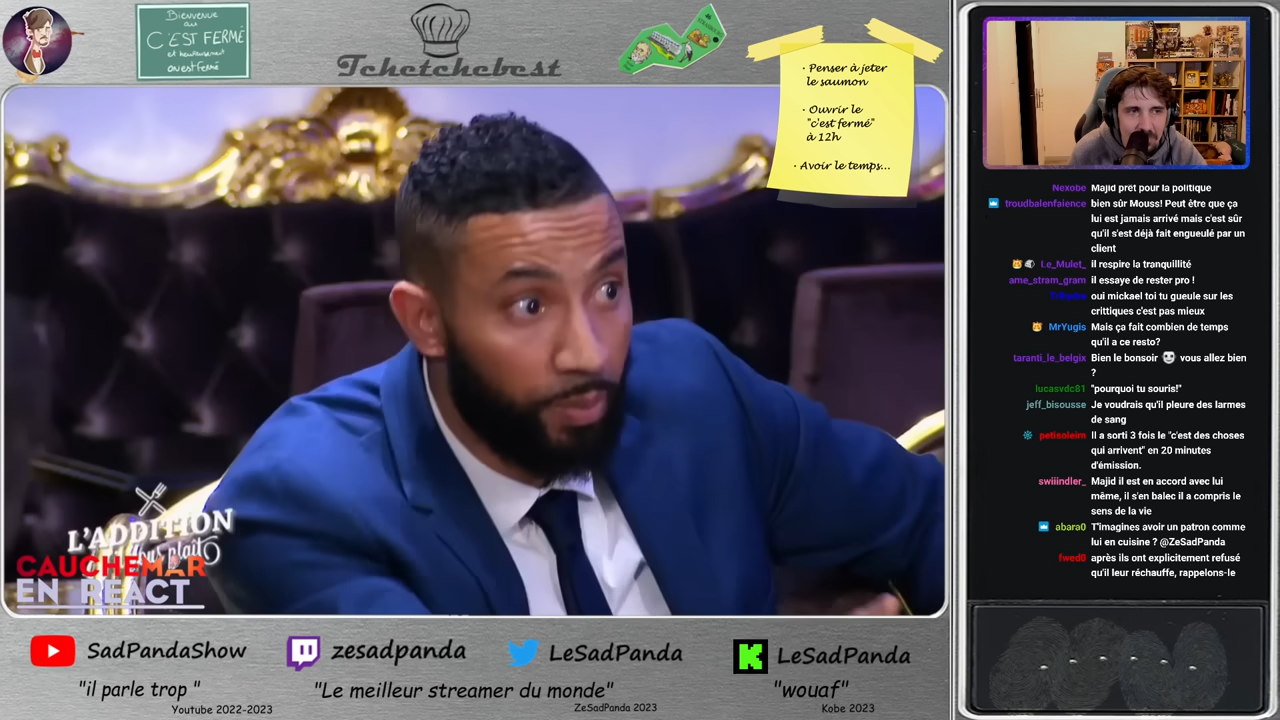 Bienvenue
au
C'EST FERMÉ
et heureusement
on est fermé
Tchetchebest
· Penser à jeter
le saumon
· Ouvrir le
"c'est fermé"
à 12h
· Avoir le temps...
L'ADDITION
CAUCHEMAR
EN REACT
SadPandaShow
"il parle trop "
Youtube 2022-2023
zesadpanda
"Le meilleur streamer du monde"
ZeSadPanda 2023
LeSadPanda
LeSadPanda
"wouaf"
Kobe 2023
Nexobe Majid prêt pour la politique
troudbalenfaience bien sûr Mouss! Peut être que ça
lui est jamais arrivé mais c'est sûr
qu'il s'est déjà fait engueulé par un
client
Le_Mulet_ il respire la tranquillité
ame_stram_gram il essaye de rester pro !
oui mickael toi tu gueule sur les
crittiques c'est pas mieux
MrYugis Mais ça fait combien de temps
qu'il a ce resto?
taranti_le_belgix Bien le bonsoir vous allez bien
?
lucasvdc81 "pourquoi tu souris!"
jeff_bisousse Je voudrais qu'il pleure des larmes
de sang
petisoleim Il a sorti 3 fois le "c'est des choses
qui arrivent" en 20 minutes
d'émission.
swiiindler_ Majid il est en accord avec lui
même, il s'en balec il a compris le
sens de la vie
abara0 T'imagines avoir un patron comme
lui en cuisine ? @ZeSadPanda
fwed0 après ils ont explicitement refusé
qu'il leur réchauffe, rappelons-le